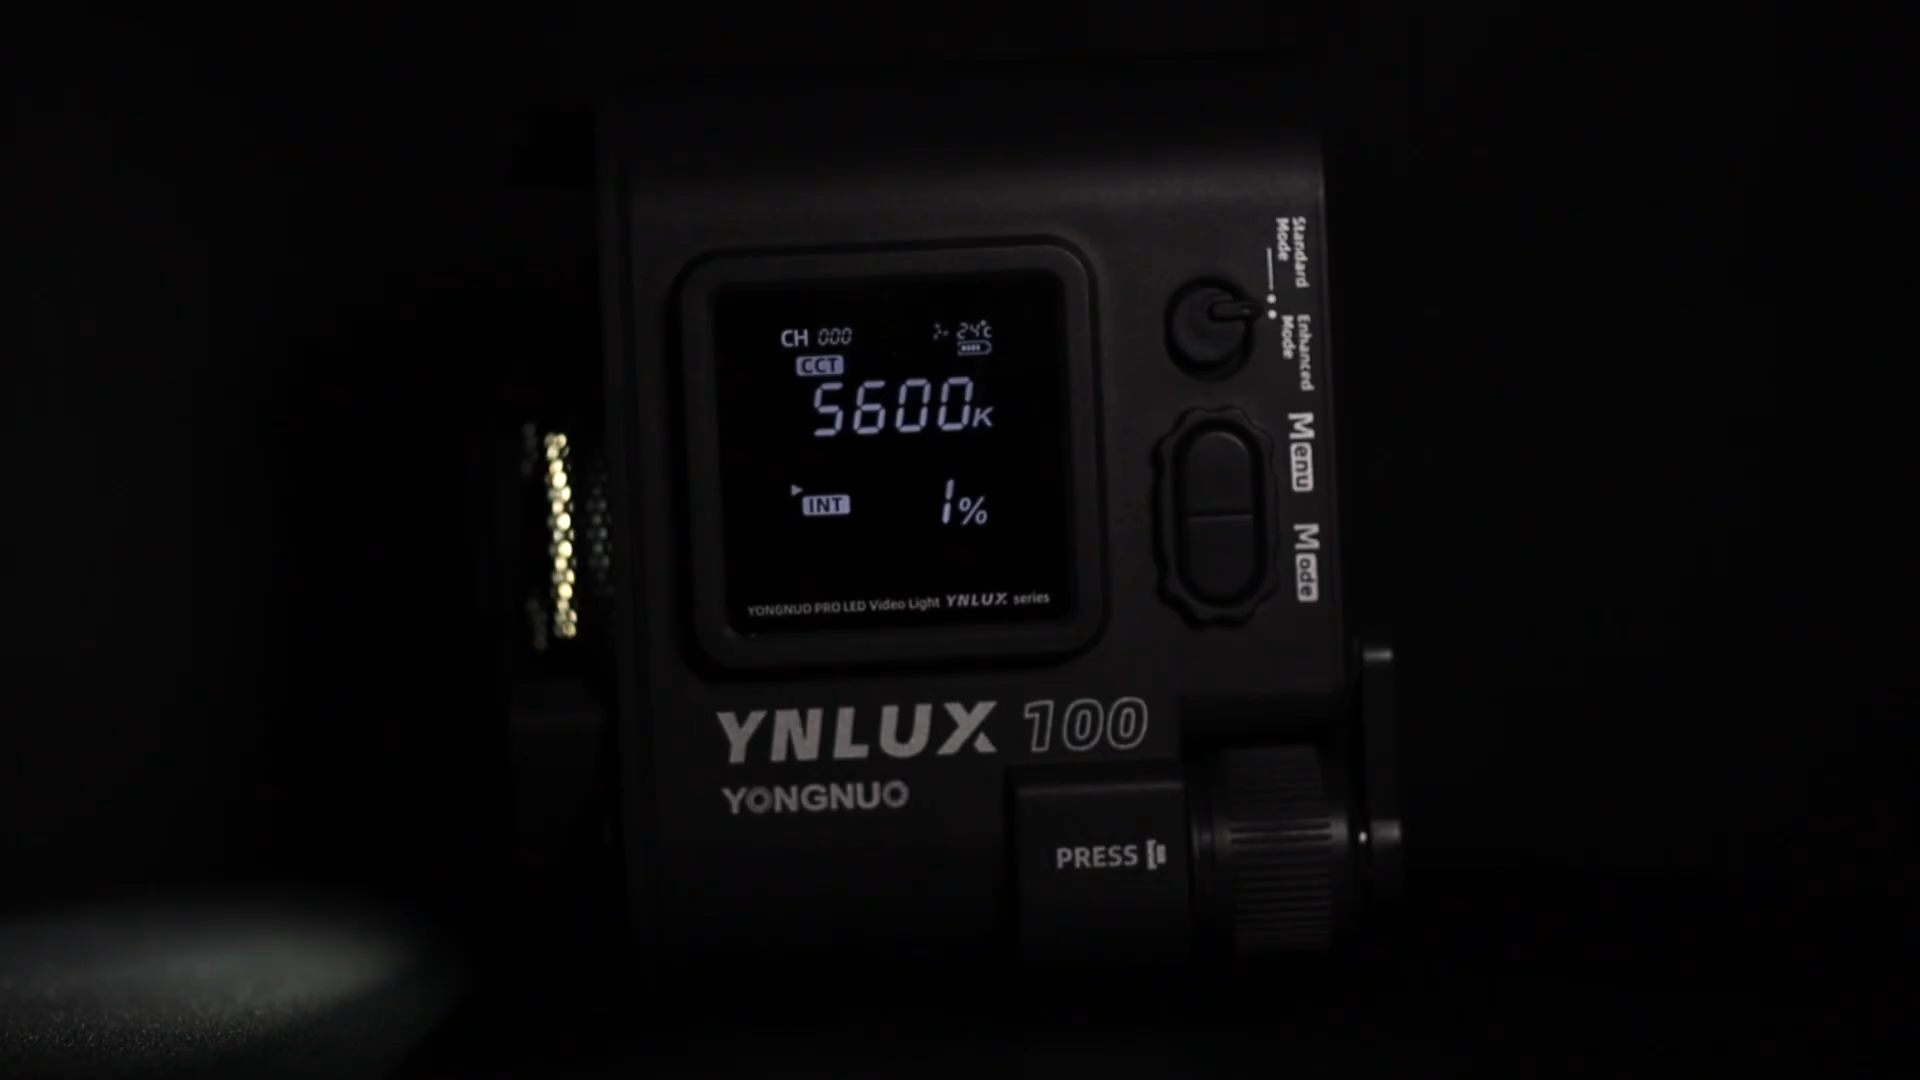 CH 000
24°C
CCT
5600K
INT 1%
YONGNUO PRO LED Video Light YNLUX series
Standard Mode
Enhanced Mode
Menu
Mode
YNLUX 100
YONGNUO
PRESS